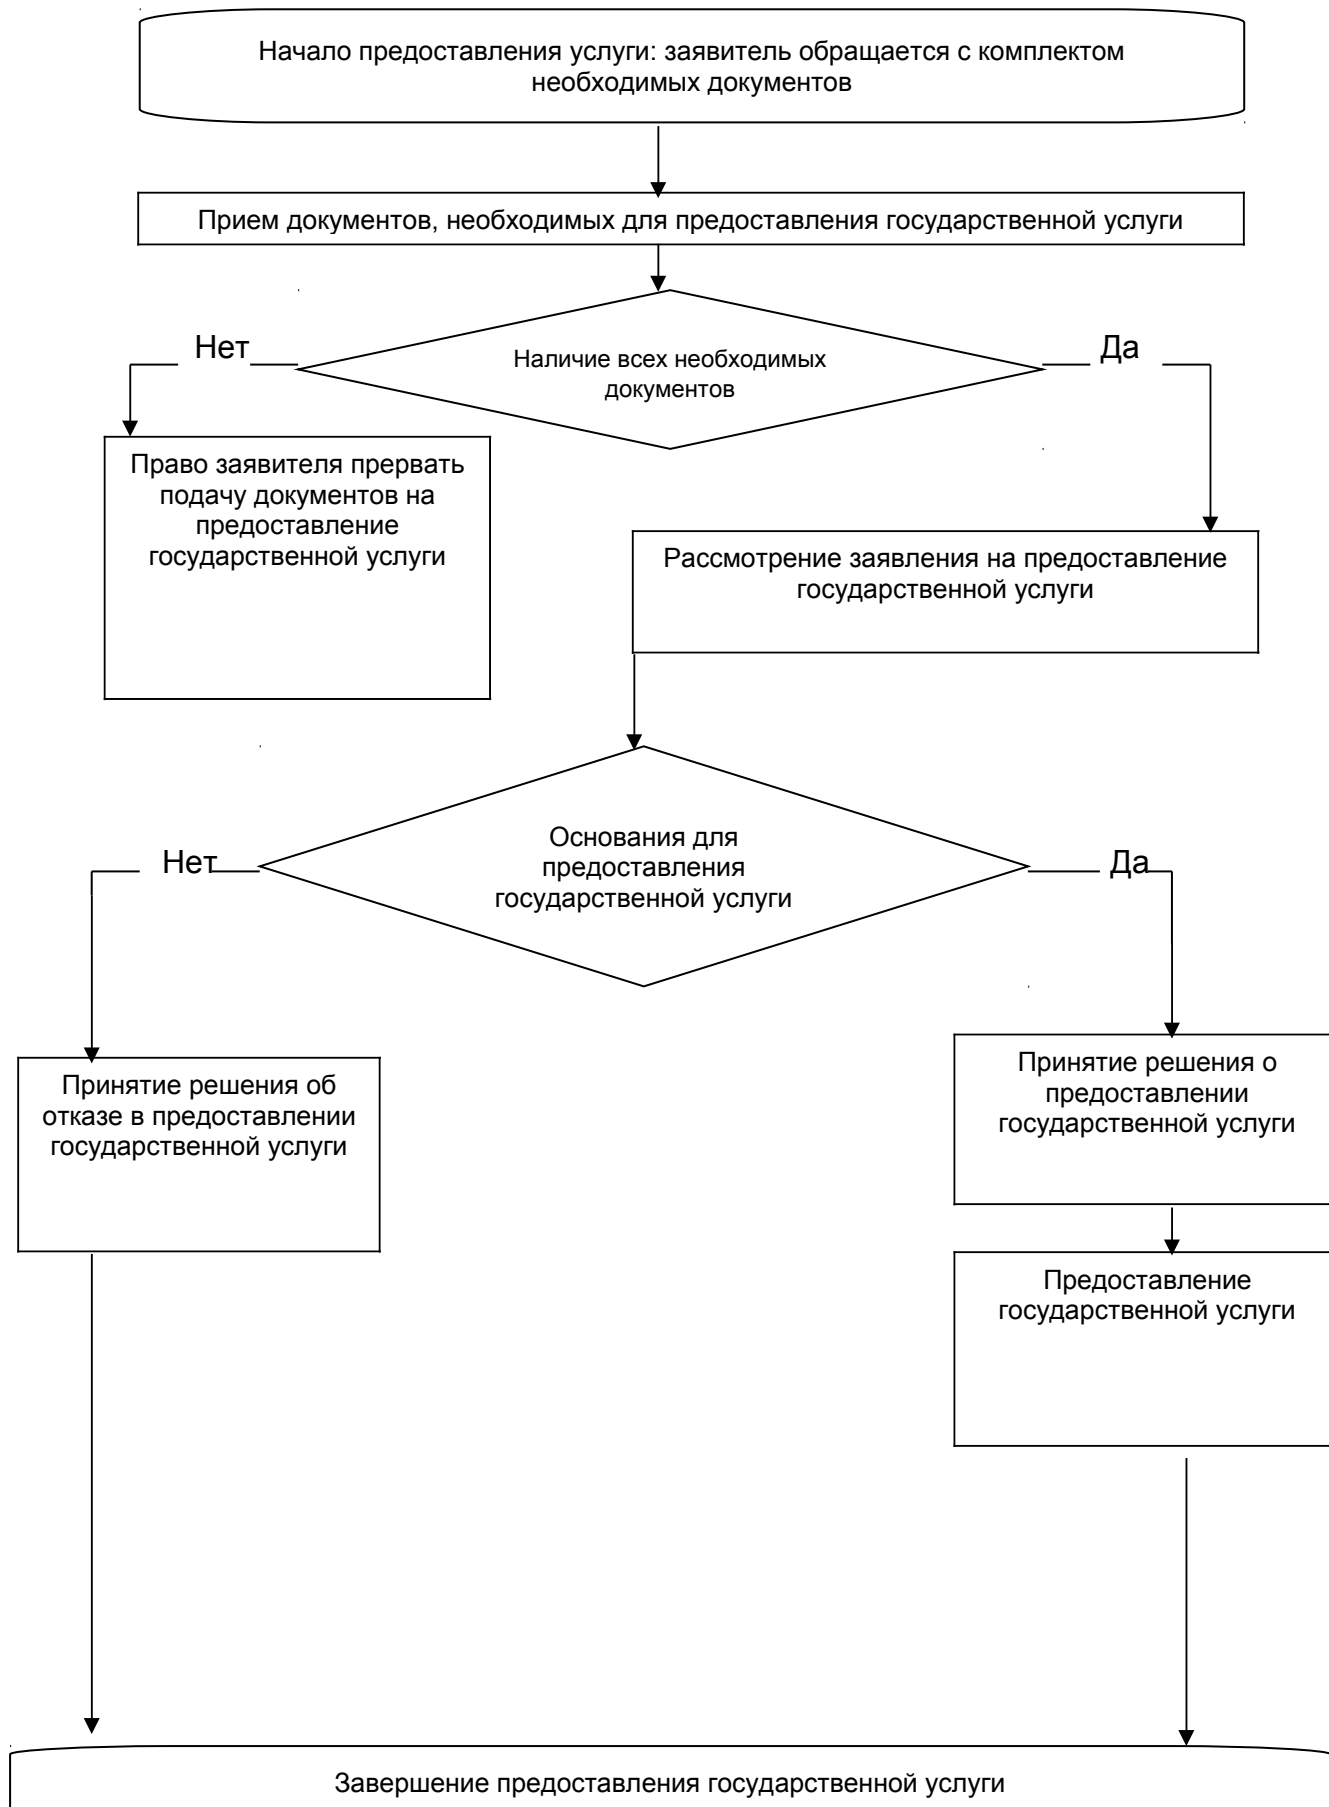 Начало предоставления услуги: заявитель обращается с комплектом
необходимых документов
Прием документов, необходимых для предоставления государственной услуги
Нет
Да
Наличие всех необходимых
документов
Право заявителя прервать
подачу документов на
предоставление
государственной услуги
Рассмотрение заявления на предоставление
государственной услуги
Основания для
предоставления
государственной услуги
Нет
Да
Принятие решения об
отказе в предоставлении
государственной услуги
Принятие решения о
предоставлении
государственной услуги
Предоставление
государственной услуги
Завершение предоставления государственной услуги